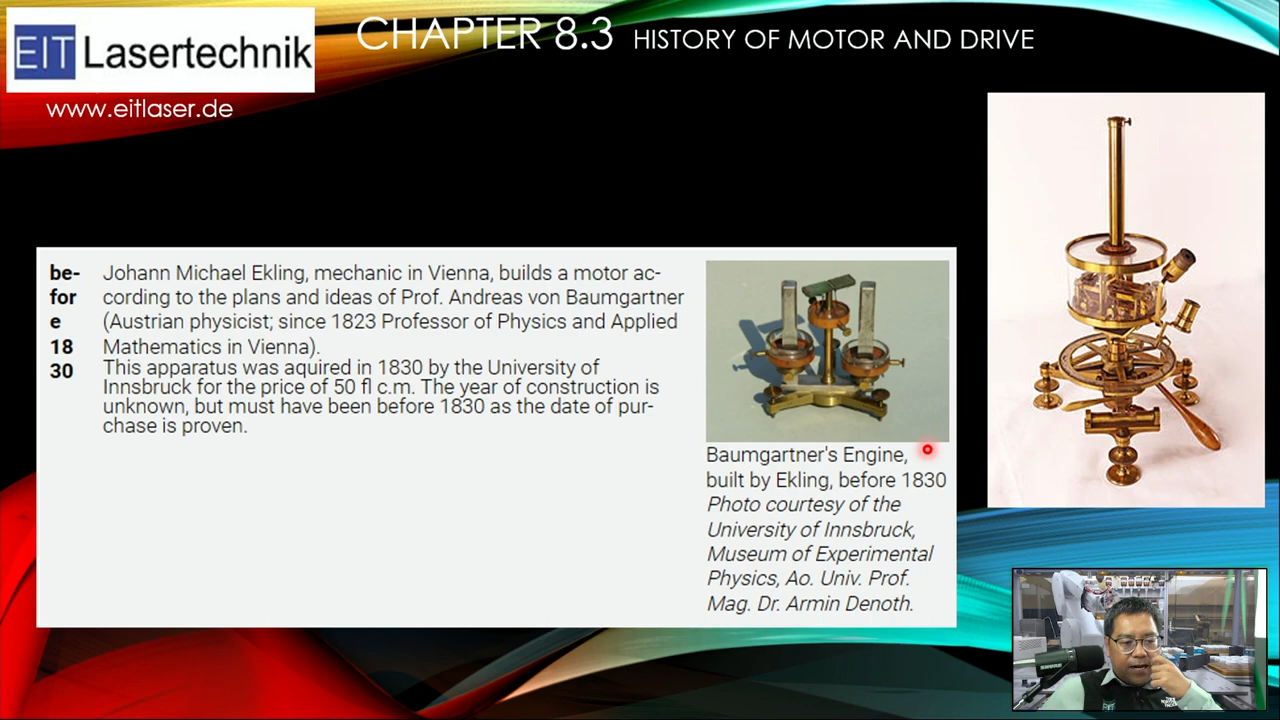 EIT Lasertechnik
www.eitlaser.de
CHAPTER 8.3 HISTORY OF MOTOR AND DRIVE
be-
for
e
18
30
Johann Michael Ekling, mechanic in Vienna, builds a motor ac-
cording to the plans and ideas of Prof. Andreas von Baumgartner
(Austrian physicist; since 1823 Professor of Physics and Applied
Mathematics in Vienna).
This apparatus was aquired in 1830 by the University of
Innsbruck for the price of 50 fl c.m. The year of construction is
unknown, but must have been before 1830 as the date of pur-
chase is proven.
Baumgartner's Engine,
built by Ekling, before 1830
Photo courtesy of the
University of Innsbruck,
Museum of Experimental
Physics, Ao. Univ. Prof.
Mag. Dr. Armin Denoth.
SHURE